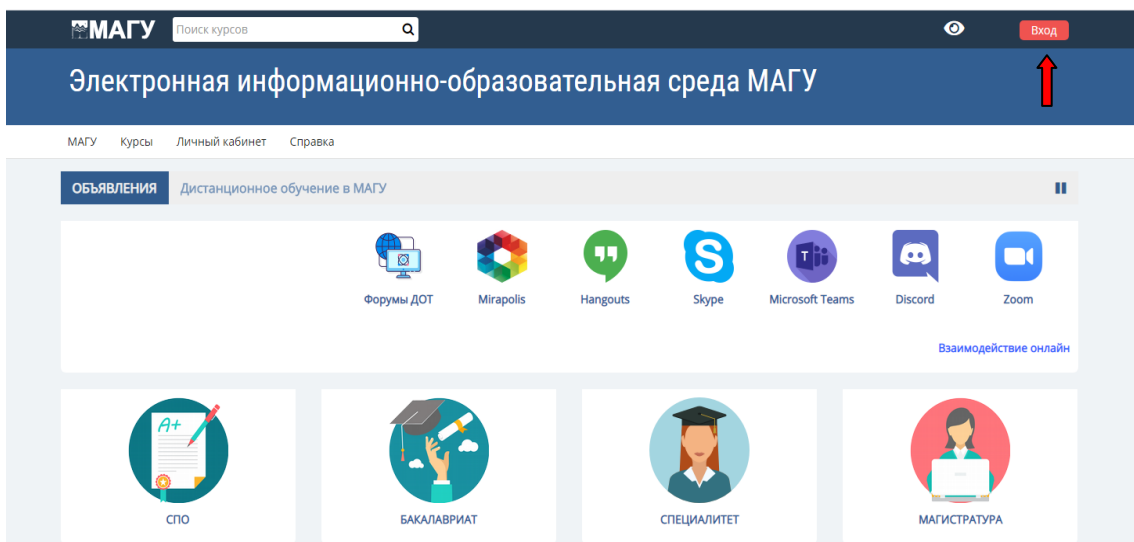 МАГУ Поиск курсов Вход
Электронная информационно-образовательная среда МАГУ
МАГУ Курсы Личный кабинет Справка
ОБЪЯВЛЕНИЯ Дистанционное обучение в МАГУ
Форумы ДОТ Mirapolis Hangouts Skype Microsoft Teams Discord Zoom
Взаимодействие онлайн
A+
СПО БАКАЛАВРИАТ СПЕЦИАЛИТЕТ МАГИСТРАТУРА